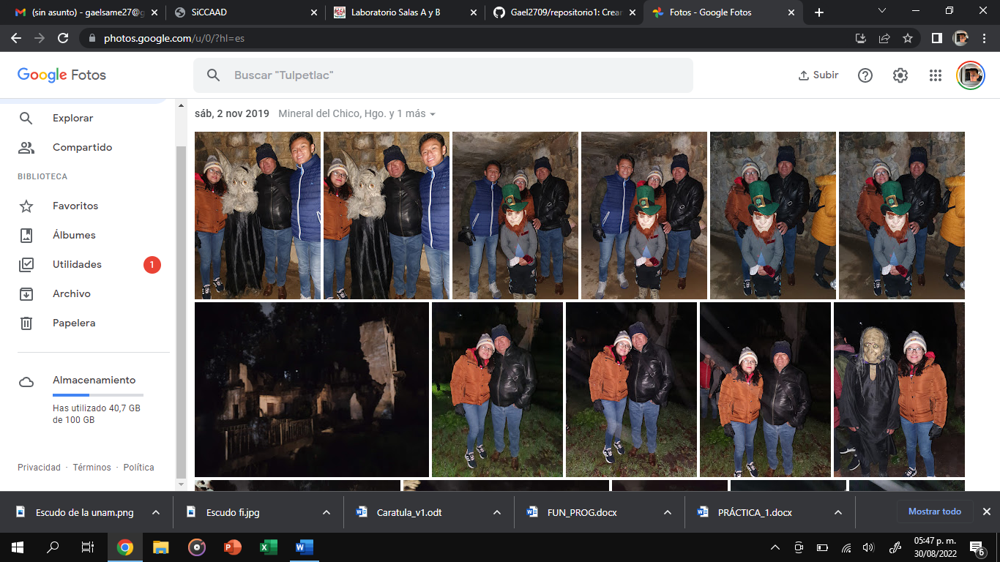 (sin asunto) - gaelsame27@g
SiCCAAD
Laboratorio Salas A y B
Gael2709/repositorio1: Crear
Fotos - Google Fotos
photos.google.com/u/0/?hl=es
Google Fotos
Buscar "Tulpetlac"
Subir
Explorar
Compartido
BIBLIOTECA
Favoritos
Álbumes
Utilidades
1
Archivo
Papelera
Almacenamiento
Has utilizado 40,7 GB
de 100 GB
Privacidad · Términos · Política
sáb, 2 nov 2019 Mineral del Chico, Hgo. y 1 más
Escudo de la unam.png
Escudo fi.jpg
Caratula_v1.odt
FUN_PROG.docx
PRÁCTICA_1.docx
Mostrar todo
05:47 p. m.
30/08/2022
6